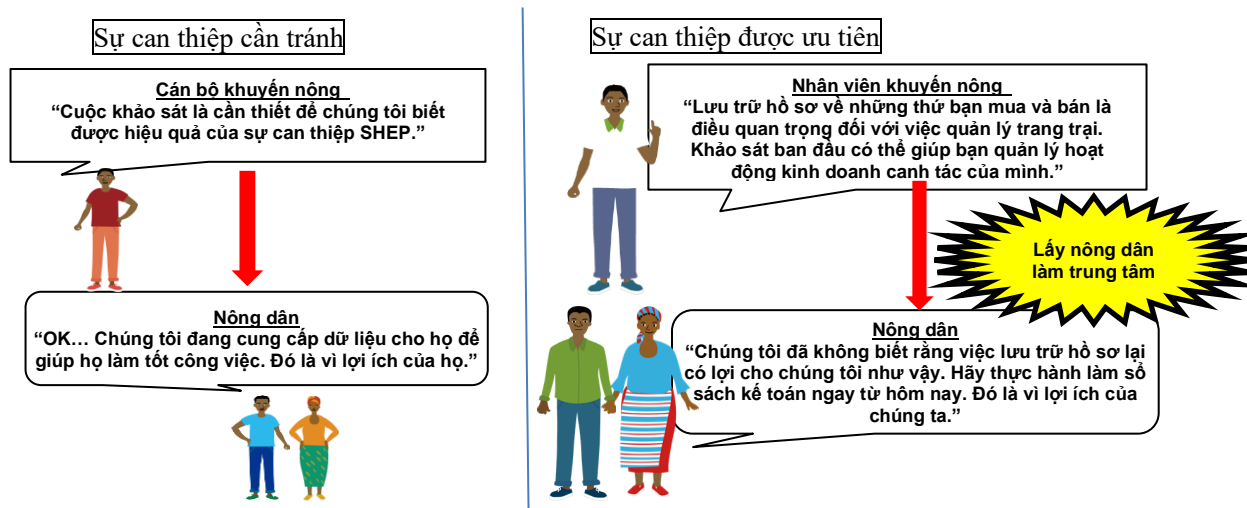 Sự can thiệp cần tránh
Cán bộ khuyến nông
“Cuộc khảo sát là cần thiết để chúng tôi biết
được hiệu quả của sự can thiệp SHEP.”
Nông dân
“OK… Chúng tôi đang cung cấp dữ liệu cho họ để
giúp họ làm tốt công việc. Đó là vì lợi ích của họ.”
Sự can thiệp được ưu tiên
Nhân viên khuyến nông
“Lưu trữ hồ sơ về những thứ bạn mua và bán là
điều quan trọng đối với việc quản lý trang trại.
Khảo sát ban đầu có thể giúp bạn quản lý hoạt
động kinh doanh canh tác của mình.”
Lấy nông dân
làm trung tâm
Nông dân
“Chúng tôi đã không biết rằng việc lưu trữ hồ sơ lại
có lợi cho chúng tôi như vậy. Hãy thực hành làm sổ
sách kế toán ngay từ hôm nay. Đó là vì lợi ích của
chúng ta.”